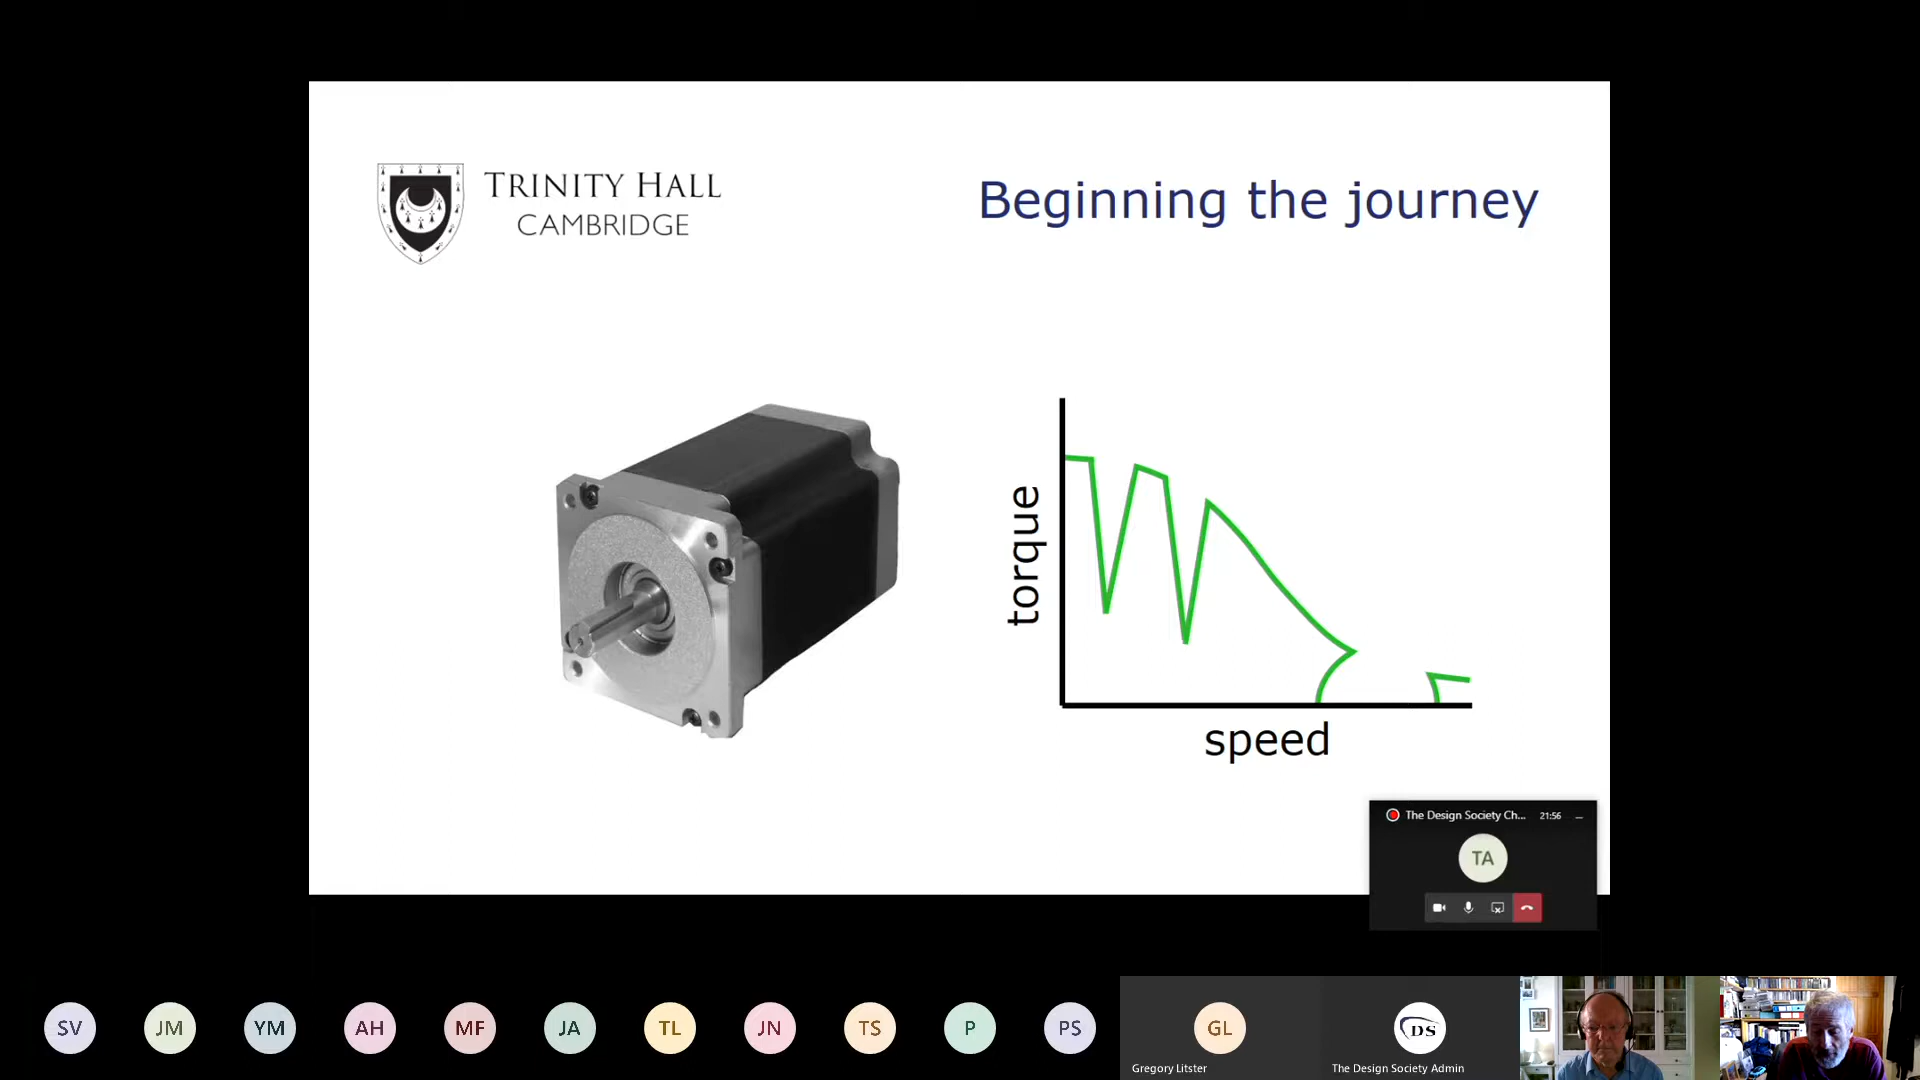 TRINITY HALL
CAMBRIDGE
Beginning the journey
torque
speed
The Design Society Ch... 21:56
TA
SV
JM
YM
AH
MF
JA
TL
JN
TS
P
PS
GL
DS
Gregory Litster
The Design Society Admin